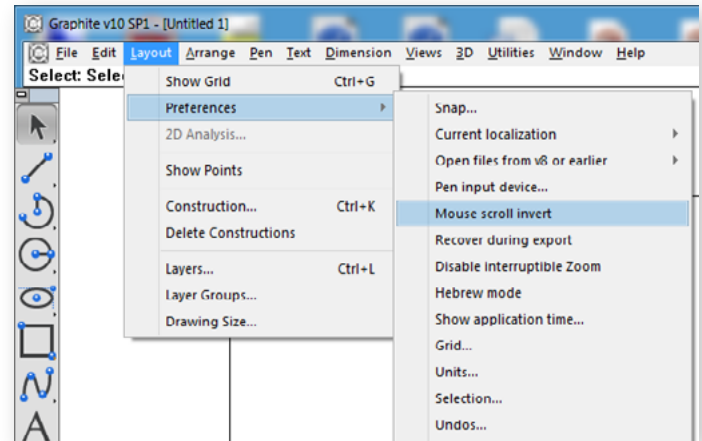 Graphite v10 SP1 - [Untitled 1]
File Edit Layout Arrange Pen Text Dimension Views 3D Utilities Window Help
Select: Sele
Show Grid Ctrl+G
Preferences
2D Analysis...
Show Points
Construction... Ctrl+K
Delete Constructions
Layers... Ctrl+L
Layer Groups...
Drawing Size...
Snap...
Current localization
Open files from v8 or earlier
Pen input device...
Mouse scroll invert
Recover during export
Disable Interruptible Zoom
Hebrew mode
Show application time...
Grid...
Units...
Selection...
Undos...
A